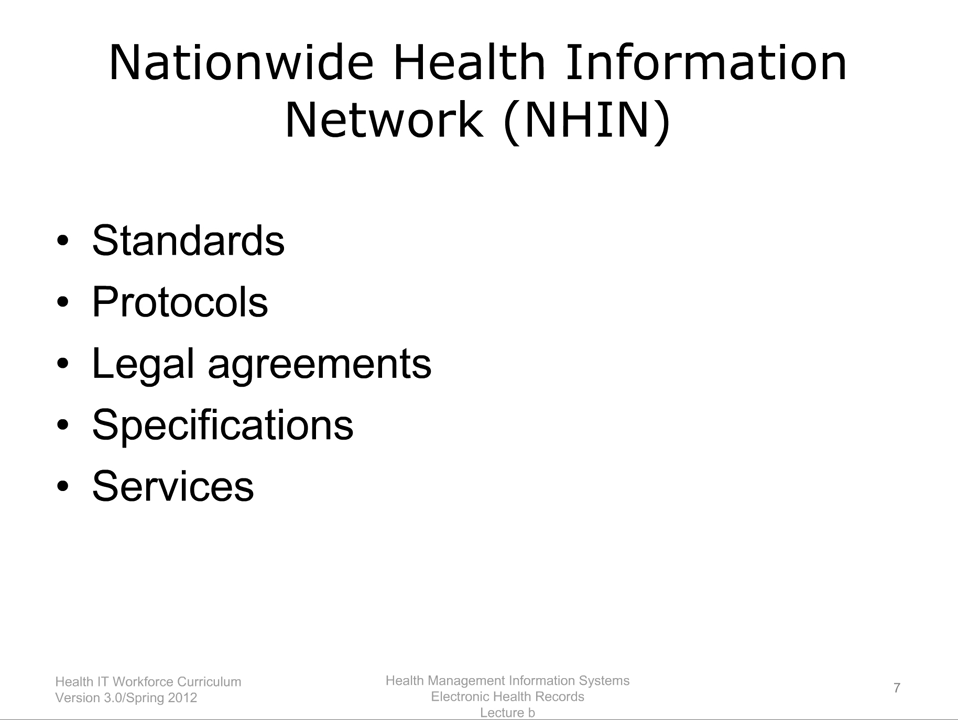 Nationwide Health Information
Network (NHIN)
• Standards
• Protocols
• Legal agreements
• Specifications
• Services
Health IT Workforce Curriculum
Version 3.0/Spring 2012
Health Management Information Systems
Electronic Health Records
Lecture b
7